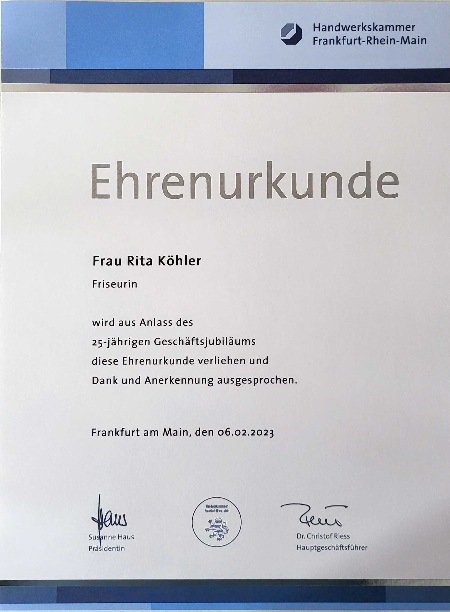 Handwerkskammer
Frankfurt-Rhein-Main
Ehrenurkunde
Frau Rita Köhler
Friseurin
wird aus Anlass des
25-jährigen Geschäftsjubiläums
diese Ehrenurkunde verliehen und
Dank und Anerkennung ausgesprochen.
Frankfurt am Main, den 06.02.2023
Susanne Haus
Präsidentin
Dr. Christof Riess
Hauptgeschäftsführer